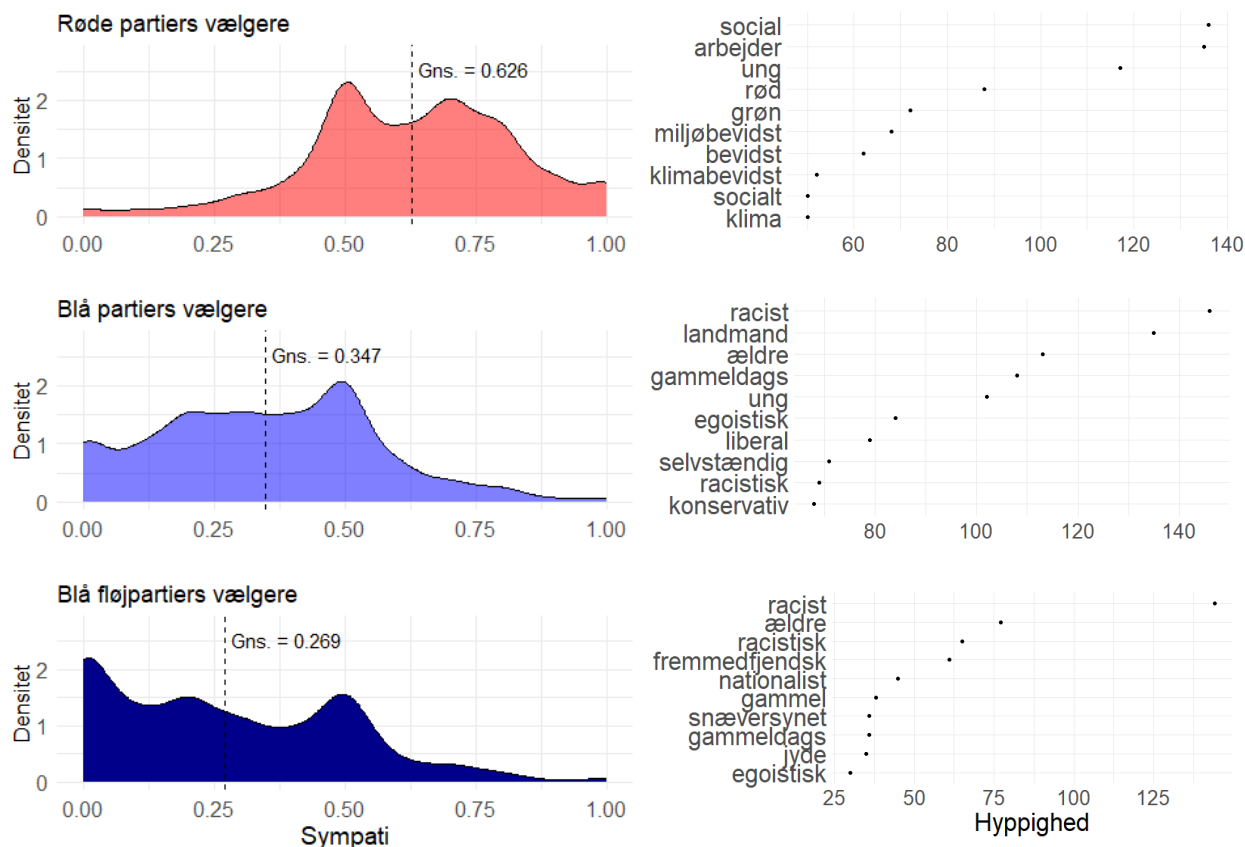 Røde partiers vælgere
Gns. = 0.626
Densitet
2
1
0
0.00 0.25 0.50 0.75 1.00
social
arbejder
ung
rød
grøn
miljøbevidst
bevidst
klimabevidst
socialt
klima
60 80 100 120 140
Blå partiers vælgere
Gns. = 0.347
Densitet
2
1
0
0.00 0.25 0.50 0.75 1.00
racist
landmand
ældre
gammeldags
ung
egoistisk
liberal
selvstændig
racistisk
konservativ
80 100 120 140
Blå fløjpartiers vælgere
Gns. = 0.269
Densitet
2
1
0
0.00 0.25 0.50 0.75 1.00
Sympati
racist
ældre
racistisk
fremmedfjendsk
nationalist
gammel
snæversynet
gammeldags
jyde
egoistisk
25 50 75 100 125
Hyppighed